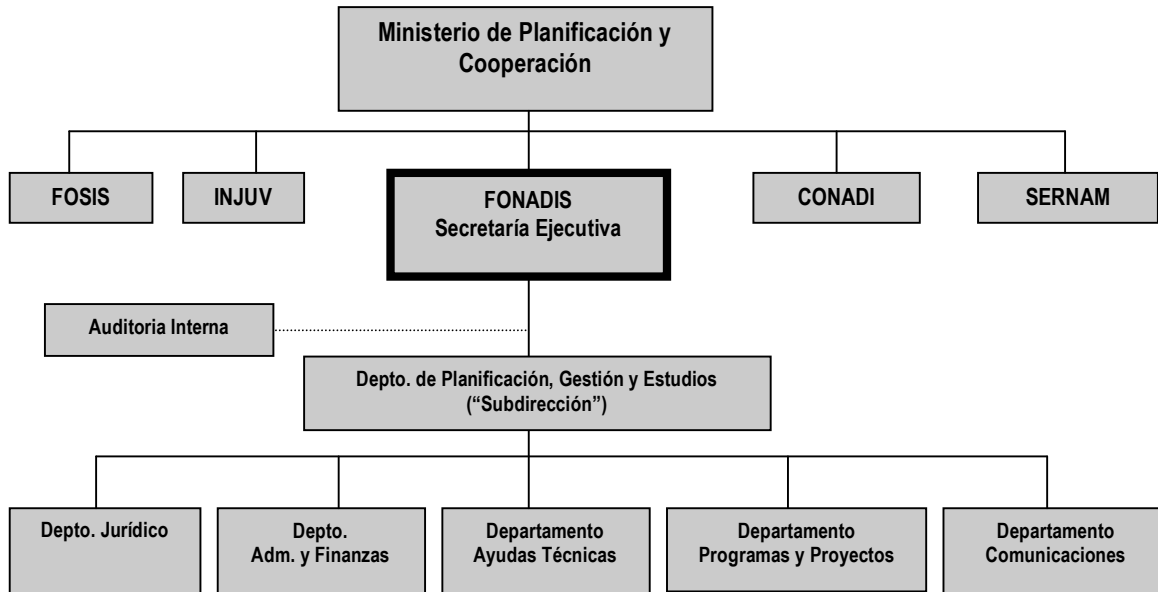 Ministerio de Planificación y
Cooperación
FOSIS
INJUV
FONADIS
Secretaría Ejecutiva
CONADI
SERNAM
Auditoria Interna
Depto. de Planificación, Gestión y Estudios
(“Subdirección”)
Depto. Jurídico
Depto.
Adm. y Finanzas
Departamento
Ayudas Técnicas
Departamento
Programas y Proyectos
Departamento
Comunicaciones